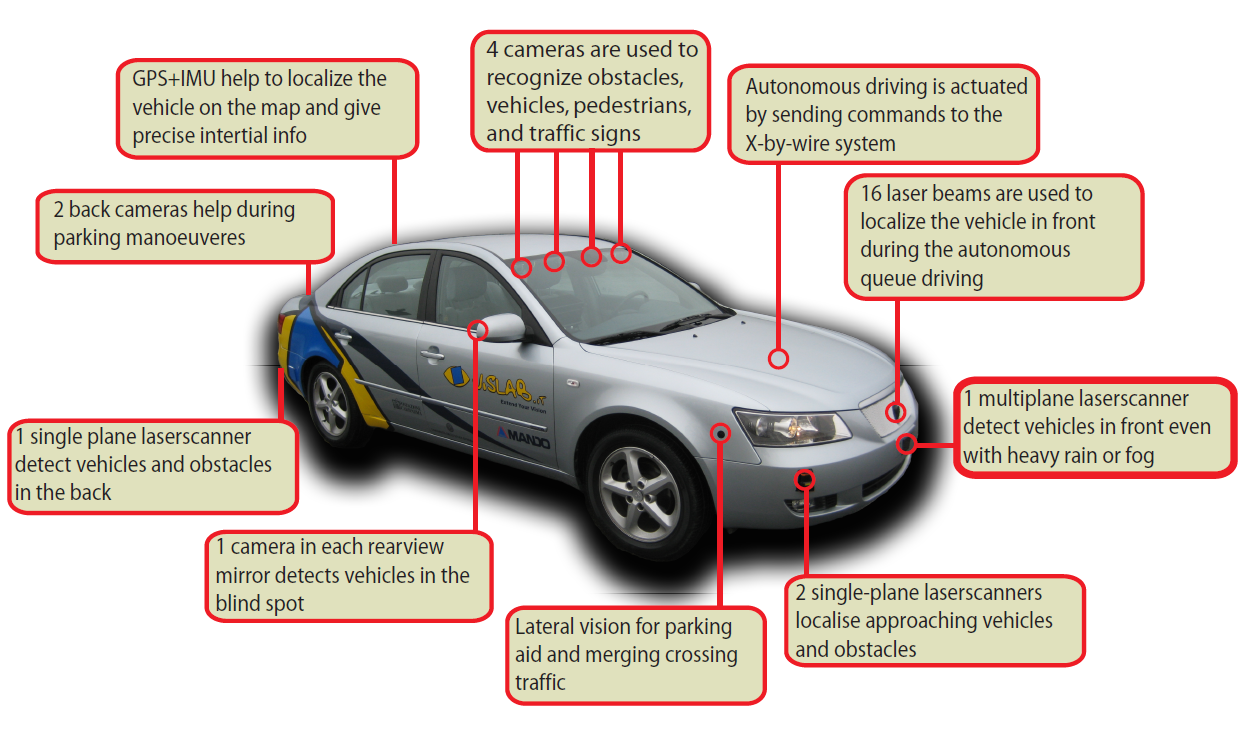 4 cameras are used to
recognize obstacles,
vehicles, pedestrians,
and traffic signs
GPS+IMU help to localize the
vehicle on the map and give
precise intertial info
Autonomous driving is actuated
by sending commands to the
X-by-wire system
2 back cameras help during
parking manoeuveres
16 laser beams are used to
localize the vehicle in front
during the autonomous
queue driving
VISLAB.it
Extend Your Vision
MANDO
1 multiplane laserscanner
detect vehicles in front even
with heavy rain or fog
1 single plane laserscanner
detect vehicles and obstacles
in the back
1 camera in each rearview
mirror detects vehicles in the
blind spot
Lateral vision for parking
aid and merging crossing
traffic
2 single-plane laserscanners
localise approaching vehicles
and obstacles